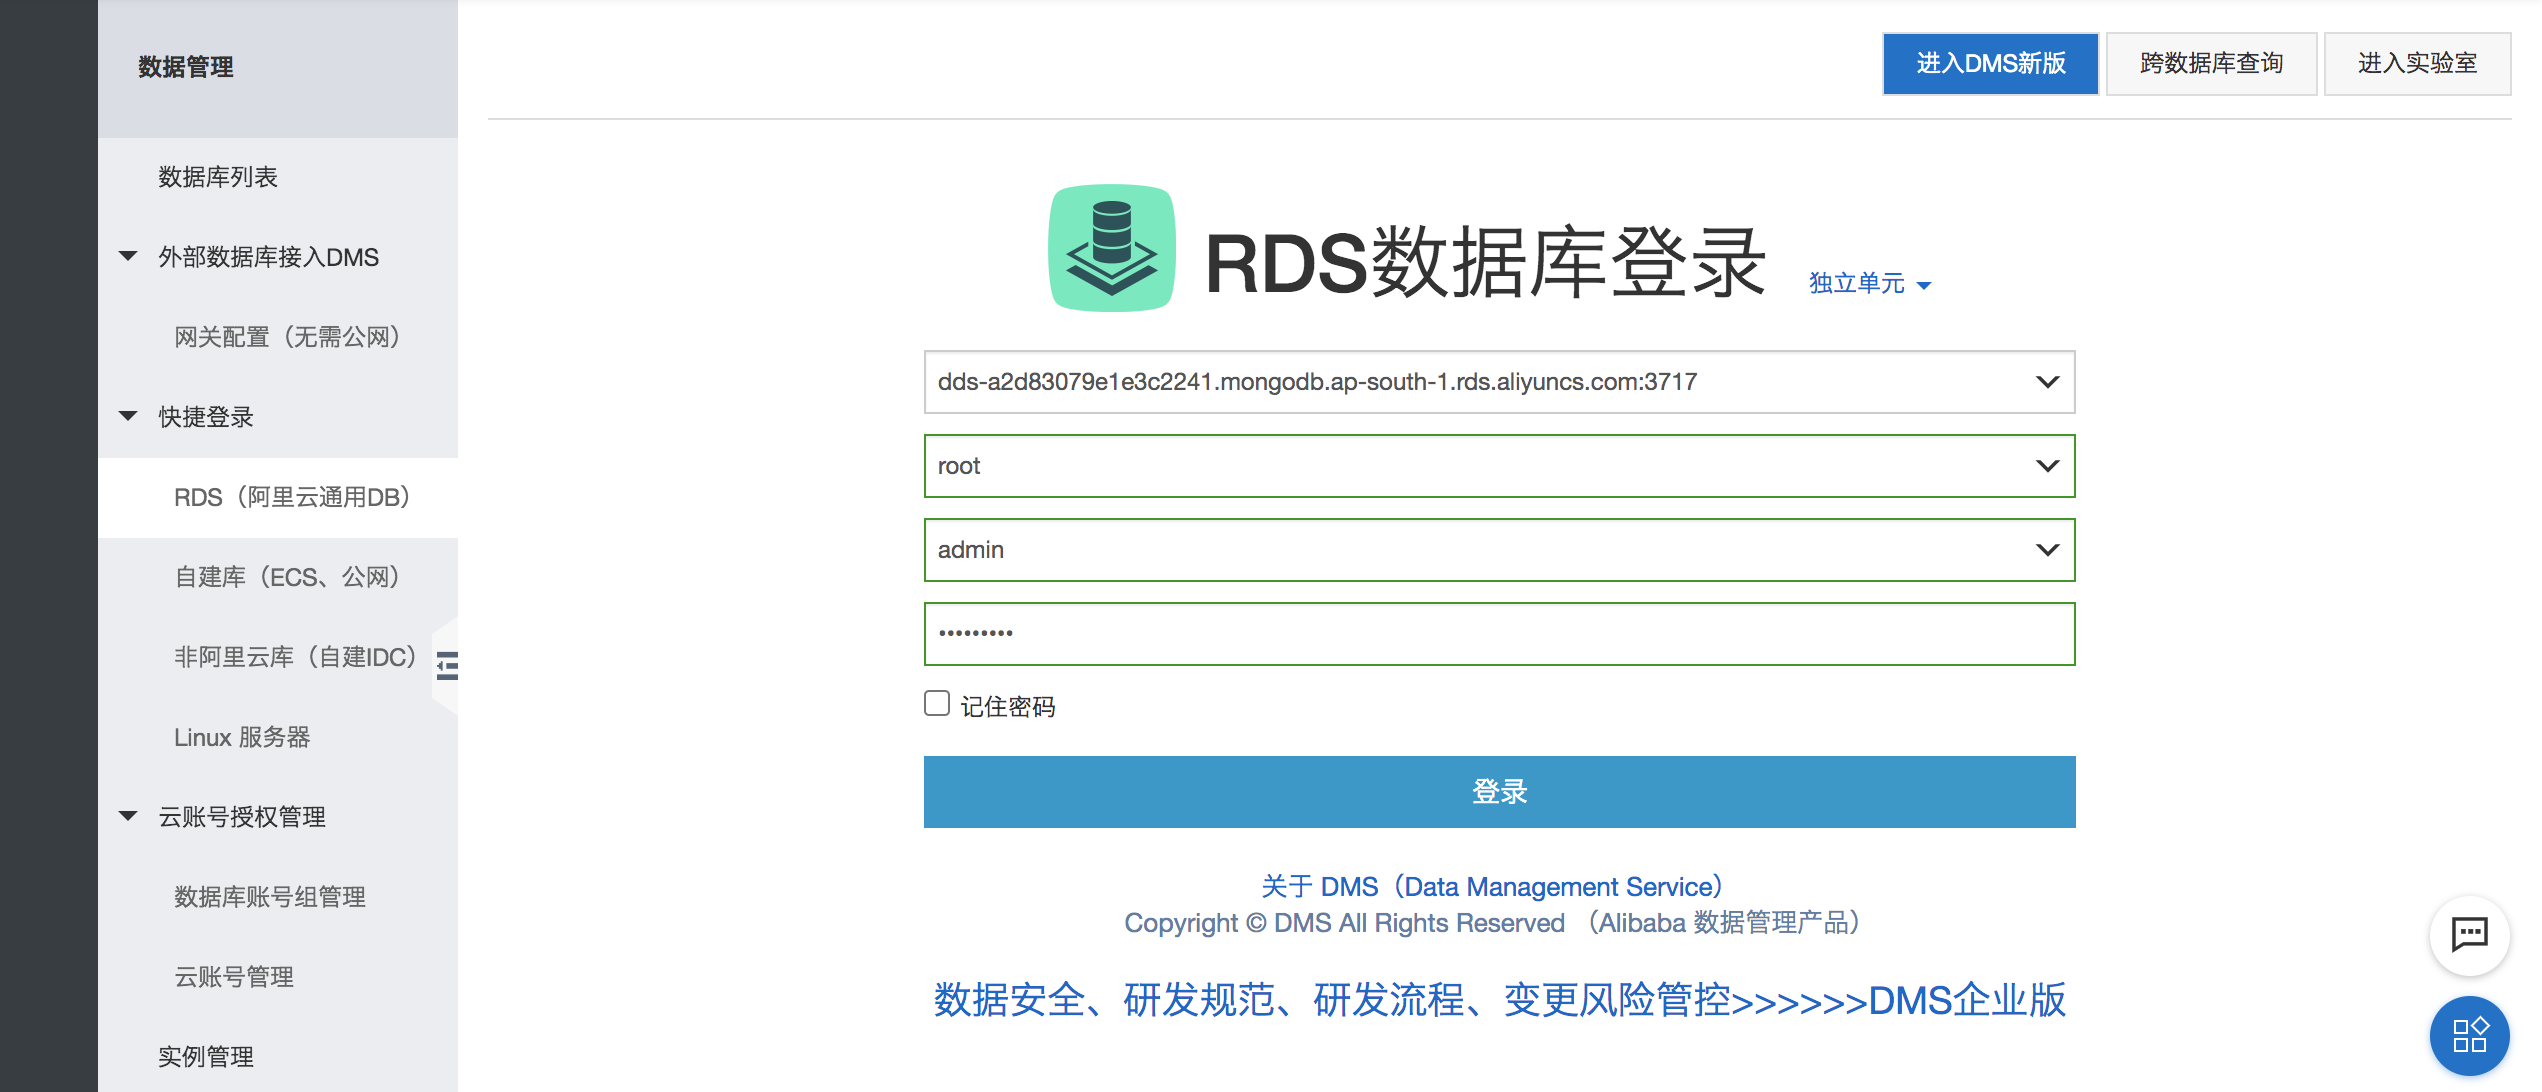 数据管理
数据库列表
外部数据库接入DMS
网关配置（无需公网）
快捷登录
RDS（阿里云通用DB）
自建库（ECS、公网）
非阿里云库（自建IDC）
Linux 服务器
云账号授权管理
数据库账号组管理
云账号管理
实例管理
进入DMS新版
跨数据库查询
进入实验室
RDS数据库登录
独立单元
dds-a2d83079e1e3c2241.mongodb.ap-south-1.rds.aliyuncs.com:3717
root
admin
•••••••••
记住密码
登录
关于 DMS（Data Management Service）
Copyright © DMS All Rights Reserved （Alibaba 数据管理产品）
数据安全、研发规范、研发流程、变更风险管控>>>>>>DMS企业版